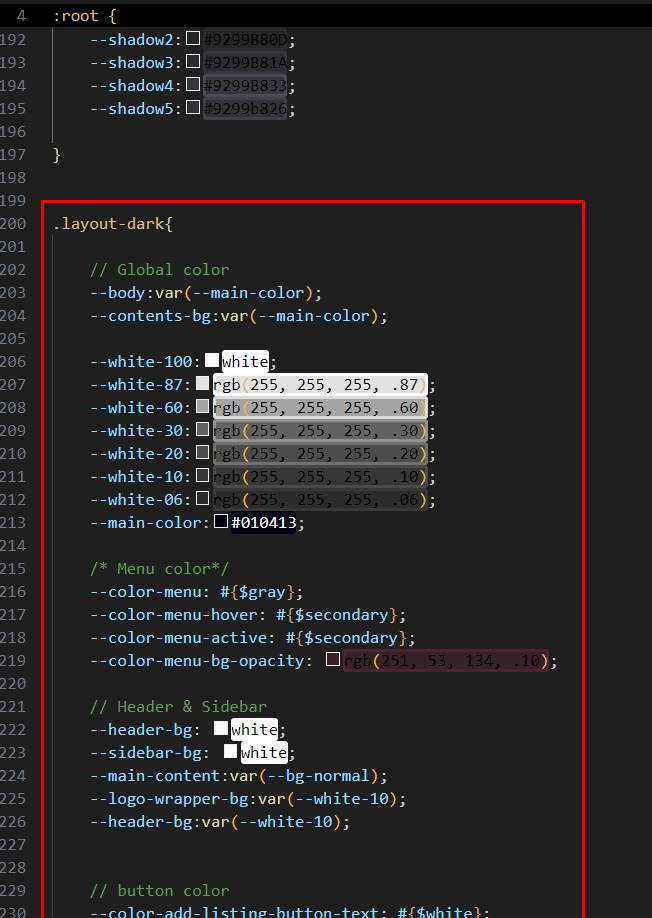 4 :root {
192 --shadow2: #9299B80D;
193 --shadow3: #9299B81A;
194 --shadow4: #9299B833;
195 --shadow5: #9299b826;
196
197 }
198
199
200 .layout-dark{
201
202 // Global color
203 --body:var(--main-color);
204 --contents-bg:var(--main-color);
205
206 --white-100: white;
207 --white-87: rgb(255, 255, 255, .87);
208 --white-60: rgb(255, 255, 255, .60);
209 --white-30: rgb(255, 255, 255, .30);
210 --white-20: rgb(255, 255, 255, .20);
211 --white-10: rgb(255, 255, 255, .10);
212 --white-06: rgb(255, 255, 255, .06);
213 --main-color: #010413;
214
215 /* Menu color*/
216 --color-menu: #{$gray};
217 --color-menu-hover: #{$secondary};
218 --color-menu-active: #{$secondary};
219 --color-menu-bg-opacity: rgb(251, 53, 134, .10);
220
221 // Header & Sidebar
222 --header-bg: white;
223 --sidebar-bg: white;
224 --main-content:var(--bg-normal);
225 --logo-wrapper-bg:var(--white-10);
226 --header-bg:var(--white-10);
227
228
229 // button color
230 --color-add-listing-button-text: #{$white};